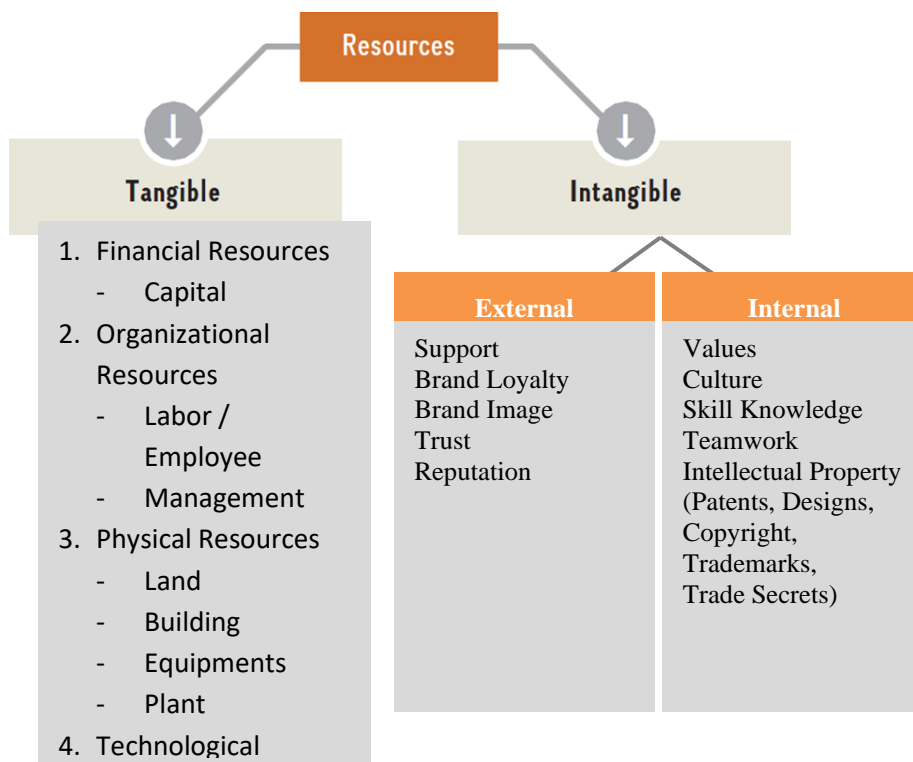 Resources
Tangible
1. Financial Resources
- Capital
2. Organizational
Resources
- Labor /
Employee
- Management
3. Physical Resources
- Land
- Building
- Equipments
- Plant
4. Technological
Intangible
External
Support
Brand Loyalty
Brand Image
Trust
Reputation
Internal
Values
Culture
Skill Knowledge
Teamwork
Intellectual Property
(Patents, Designs,
Copyright,
Trademarks,
Trade Secrets)